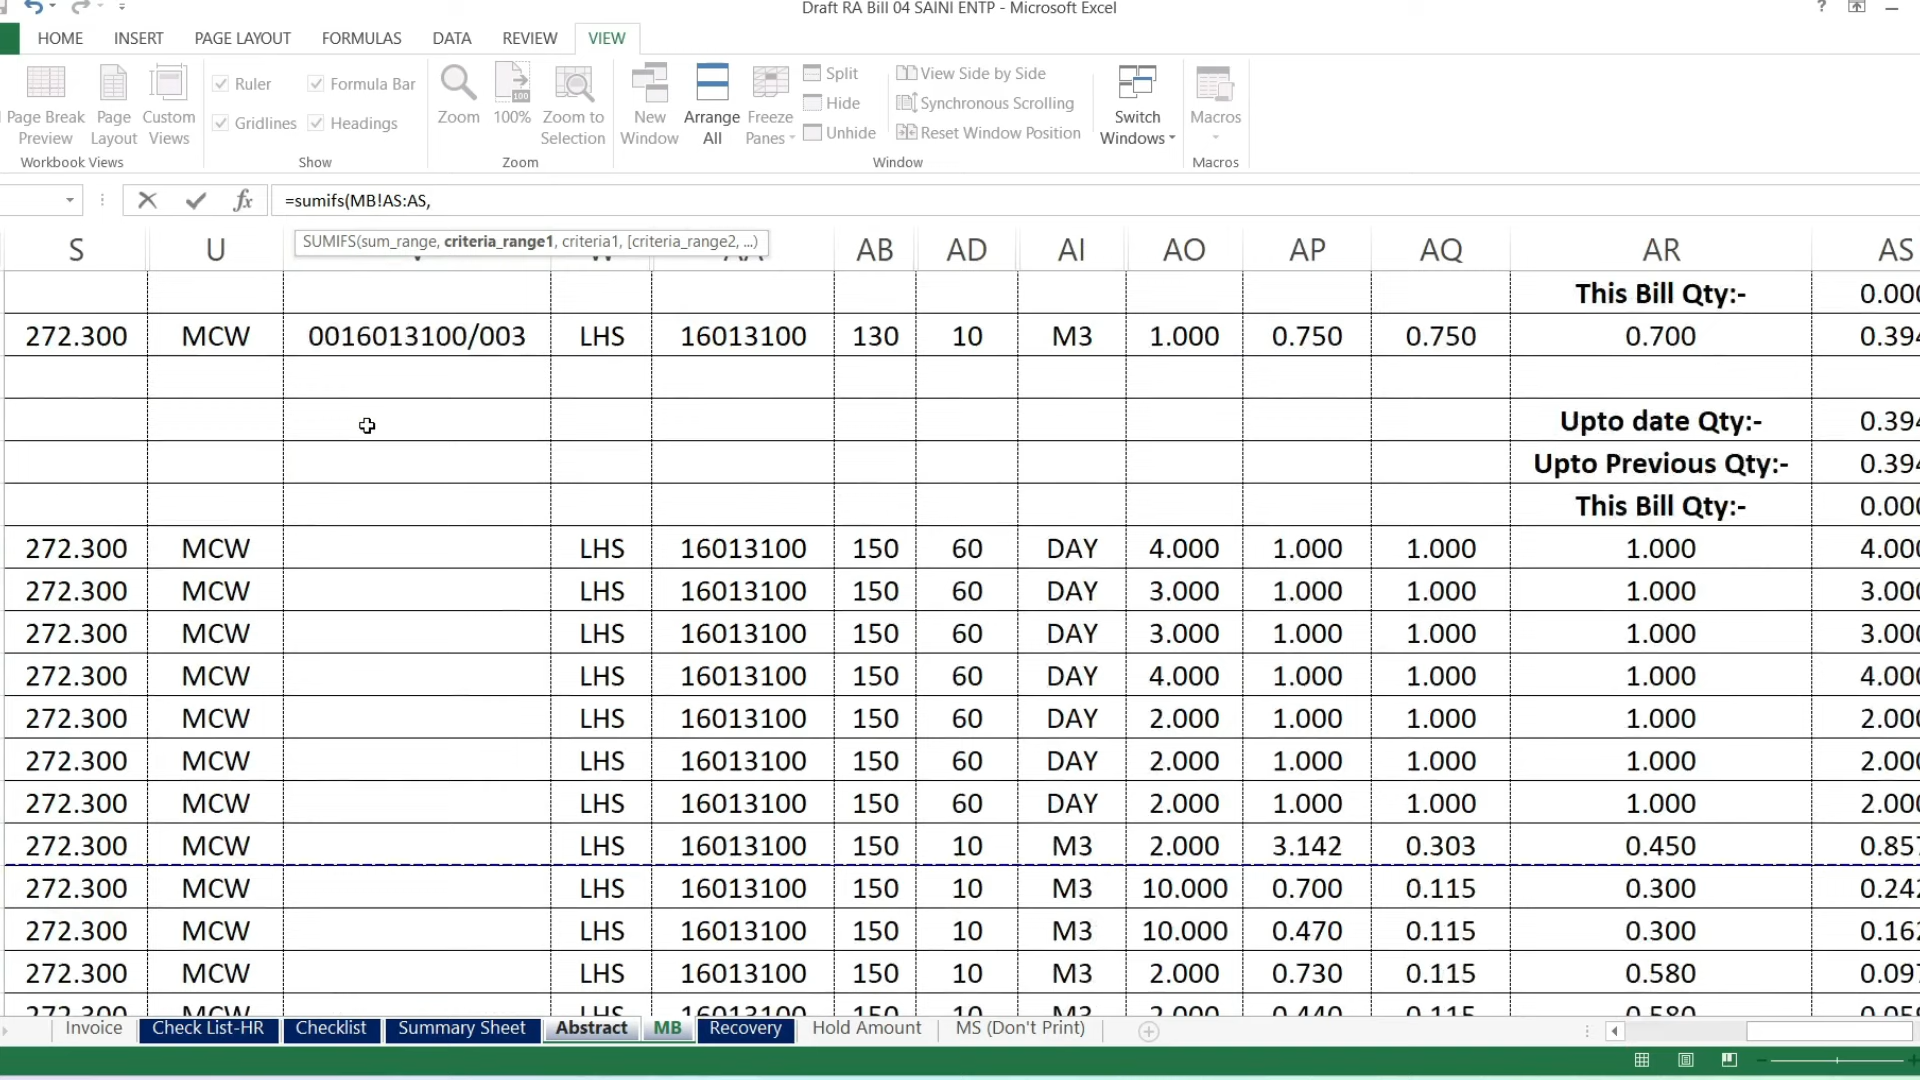 Draft RA Bill 04 SAINI ENTP - Microsoft Excel
?
HOME INSERT PAGE LAYOUT FORMULAS DATA REVIEW VIEW
Page Break Preview
Page Layout
Custom Views
Workbook Views
Ruler
Formula Bar
Gridlines
Headings
Show
Zoom
100
100%
Zoom to Selection
Zoom
New Window
Arrange All
Freeze Panes
Split
Hide
Unhide
View Side by Side
Synchronous Scrolling
Reset Window Position
Window
Switch Windows
Macros
Macros
fx =sumifs(MB!AS:AS,
SUMIFS(sum_range, criteria_range1, criteria1, [criteria_range2, ...)
S U AB AD AI AO AP AQ AR AS
This Bill Qty:-
272.300 MCW 0016013100/003 LHS 16013100 130 10 M3 1.000 0.750 0.750 0.700
Upto date Qty:-
Upto Previous Qty:-
This Bill Qty:-
272.300 MCW LHS 16013100 150 60 DAY 4.000 1.000 1.000 1.000
272.300 MCW LHS 16013100 150 60 DAY 3.000 1.000 1.000 1.000
272.300 MCW LHS 16013100 150 60 DAY 3.000 1.000 1.000 1.000
272.300 MCW LHS 16013100 150 60 DAY 4.000 1.000 1.000 1.000
272.300 MCW LHS 16013100 150 60 DAY 2.000 1.000 1.000 1.000
272.300 MCW LHS 16013100 150 60 DAY 2.000 1.000 1.000 1.000
272.300 MCW LHS 16013100 150 60 DAY 2.000 1.000 1.000 1.000
272.300 MCW LHS 16013100 150 10 M3 2.000 3.142 0.303 0.450
272.300 MCW LHS 16013100 150 10 M3 10.000 0.700 0.115 0.300
272.300 MCW LHS 16013100 150 10 M3 10.000 0.470 0.115 0.300
272.300 MCW LHS 16013100 150 10 M3 2.000 0.730 0.115 0.580
Invoice Check List-HR Checklist Summary Sheet Abstract MB Recovery Hold Amount MS (Don't Print)